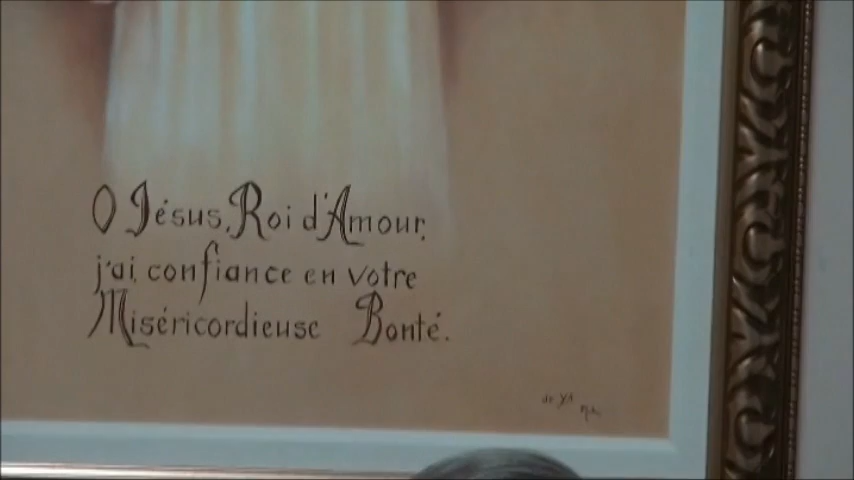 O Jésus, Roi d'Amour,
j'ai confiance en votre
Miséricordieuse Bonté.